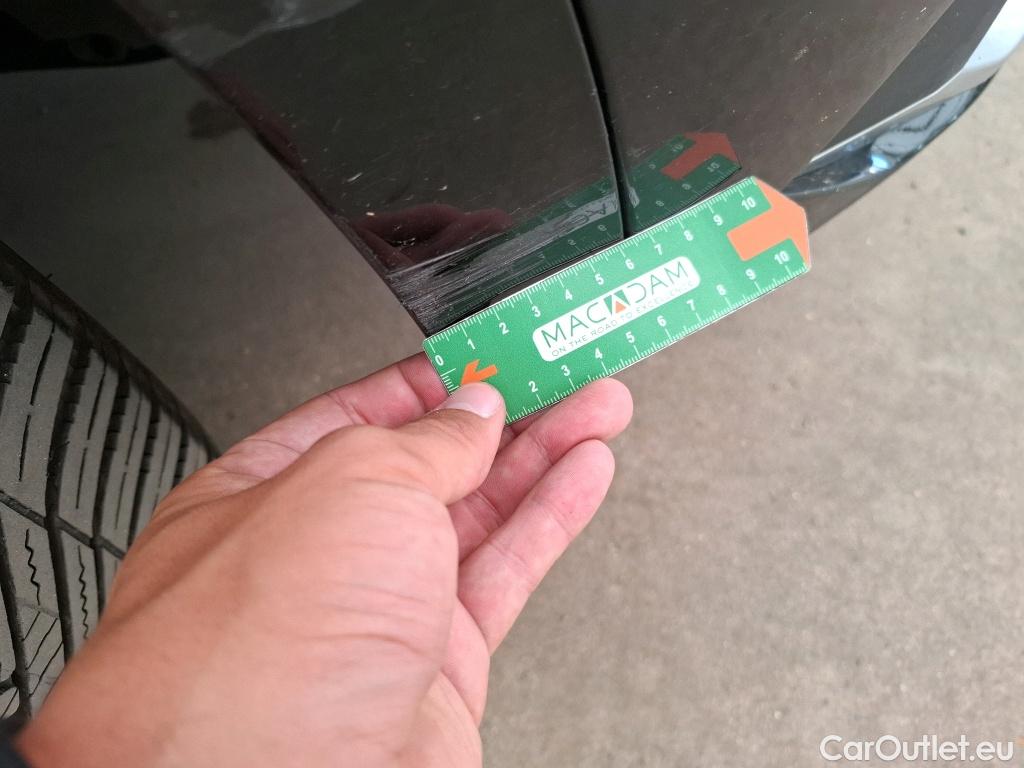 0 1 2 3 4 5 6 7 8 9 10
MACADAM
ON THE ROAD TO EXCELLENCE
2 3 4 5 6 7 8 9 10
CarOutlet.eu